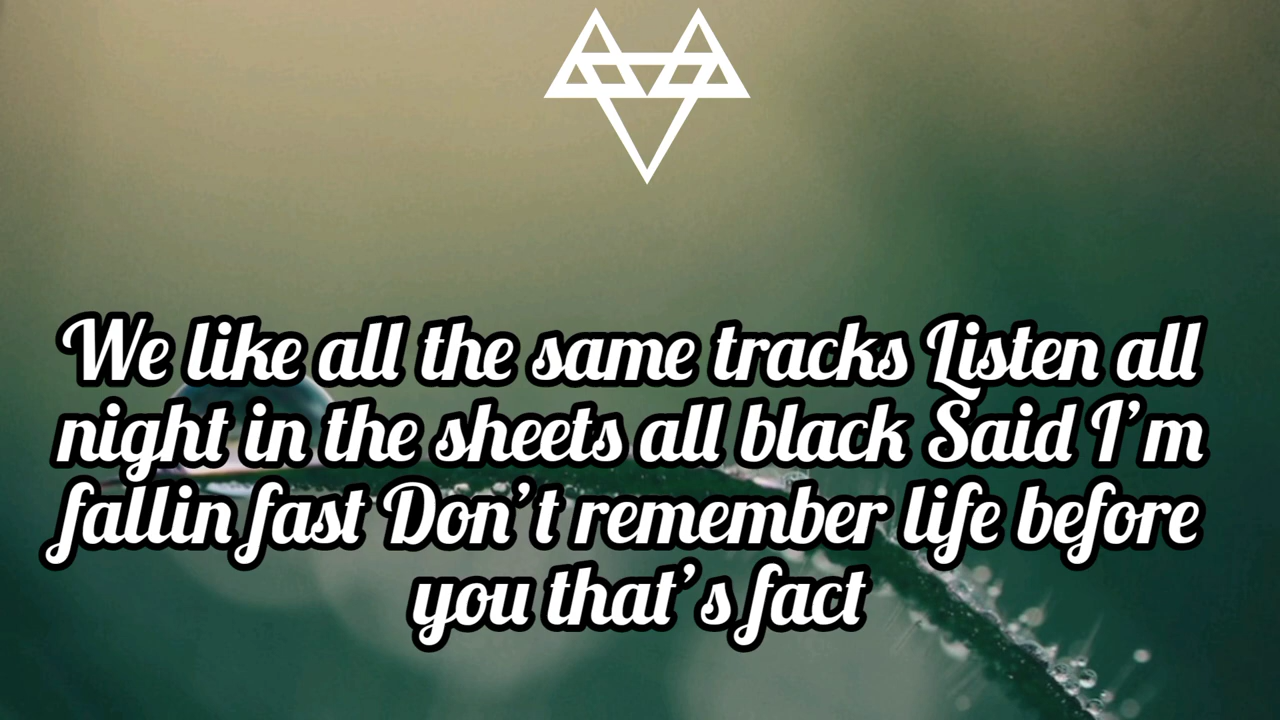 We like all the same tracks Listen all
night in the sheets all black Said I’m
fallin fast Don’t remember life before
you that’s fact